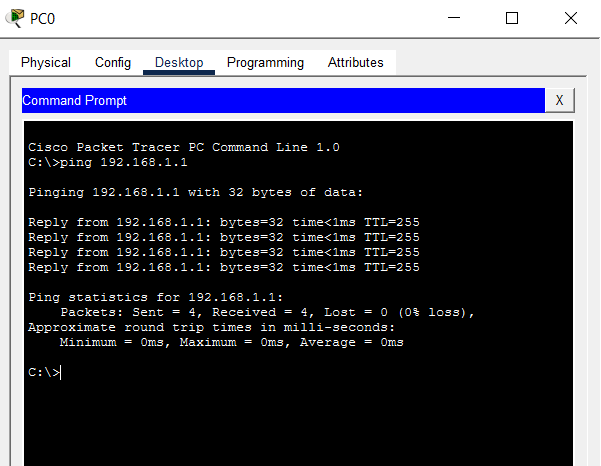 PC0
Physical Config Desktop Programming Attributes
Command Prompt X
Cisco Packet Tracer PC Command Line 1.0
C:\>ping 192.168.1.1
Pinging 192.168.1.1 with 32 bytes of data:
Reply from 192.168.1.1: bytes=32 time<1ms TTL=255
Reply from 192.168.1.1: bytes=32 time<1ms TTL=255
Reply from 192.168.1.1: bytes=32 time<1ms TTL=255
Reply from 192.168.1.1: bytes=32 time<1ms TTL=255
Ping statistics for 192.168.1.1:
Packets: Sent = 4, Received = 4, Lost = 0 (0% loss),
Approximate round trip times in milli-seconds:
Minimum = 0ms, Maximum = 0ms, Average = 0ms
C:\>